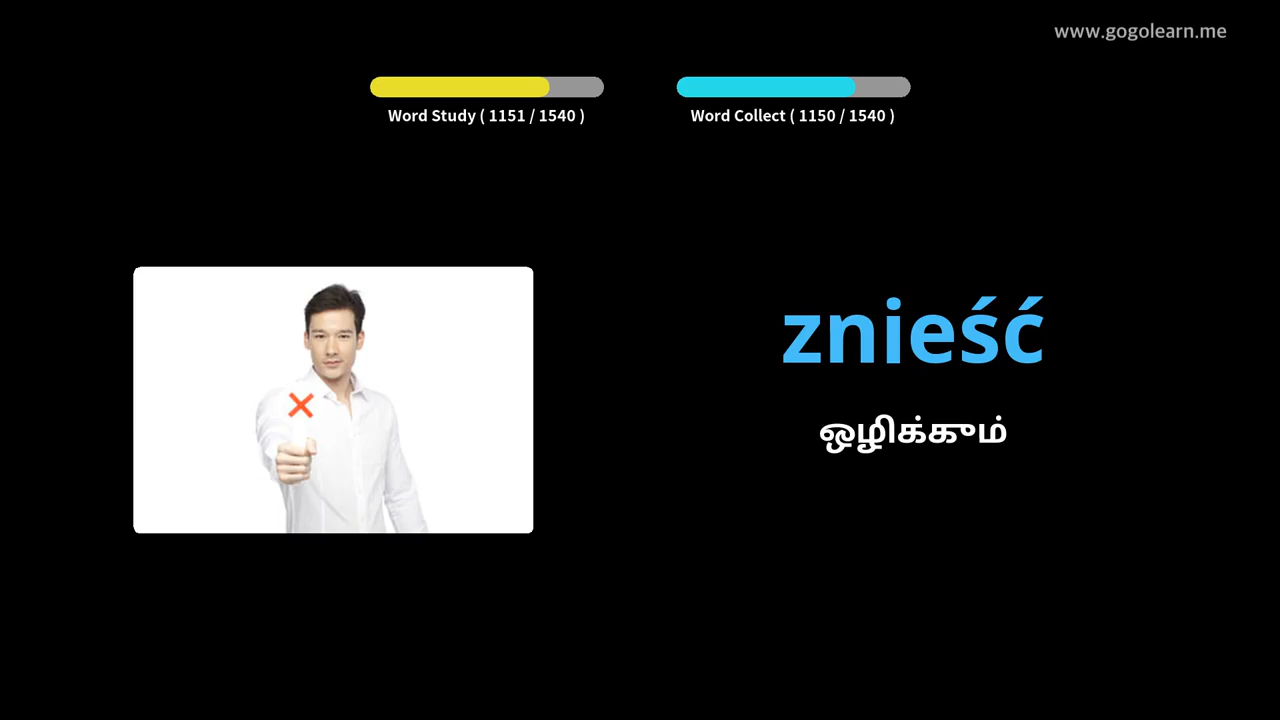 www.gogolearn.me
Word Study ( 1151 / 1540 )
Word Collect ( 1150 / 1540 )
znieść
ஒழிக்கும்